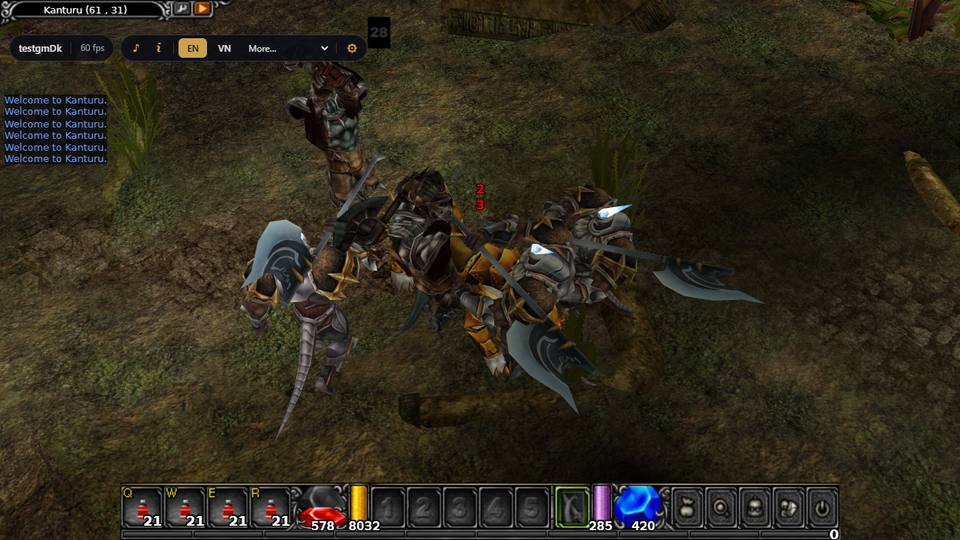 Kanturu (61 , 31)
testgmDk 60 fps EN VN More...
28
Welcome to Kanturu.
Welcome to Kanturu.
Welcome to Kanturu.
Welcome to Kanturu.
Welcome to Kanturu.
Welcome to Kanturu.
2
3
Q W E R
1 2 3 4 5
21 21 21 21 578 8032 285 420
0